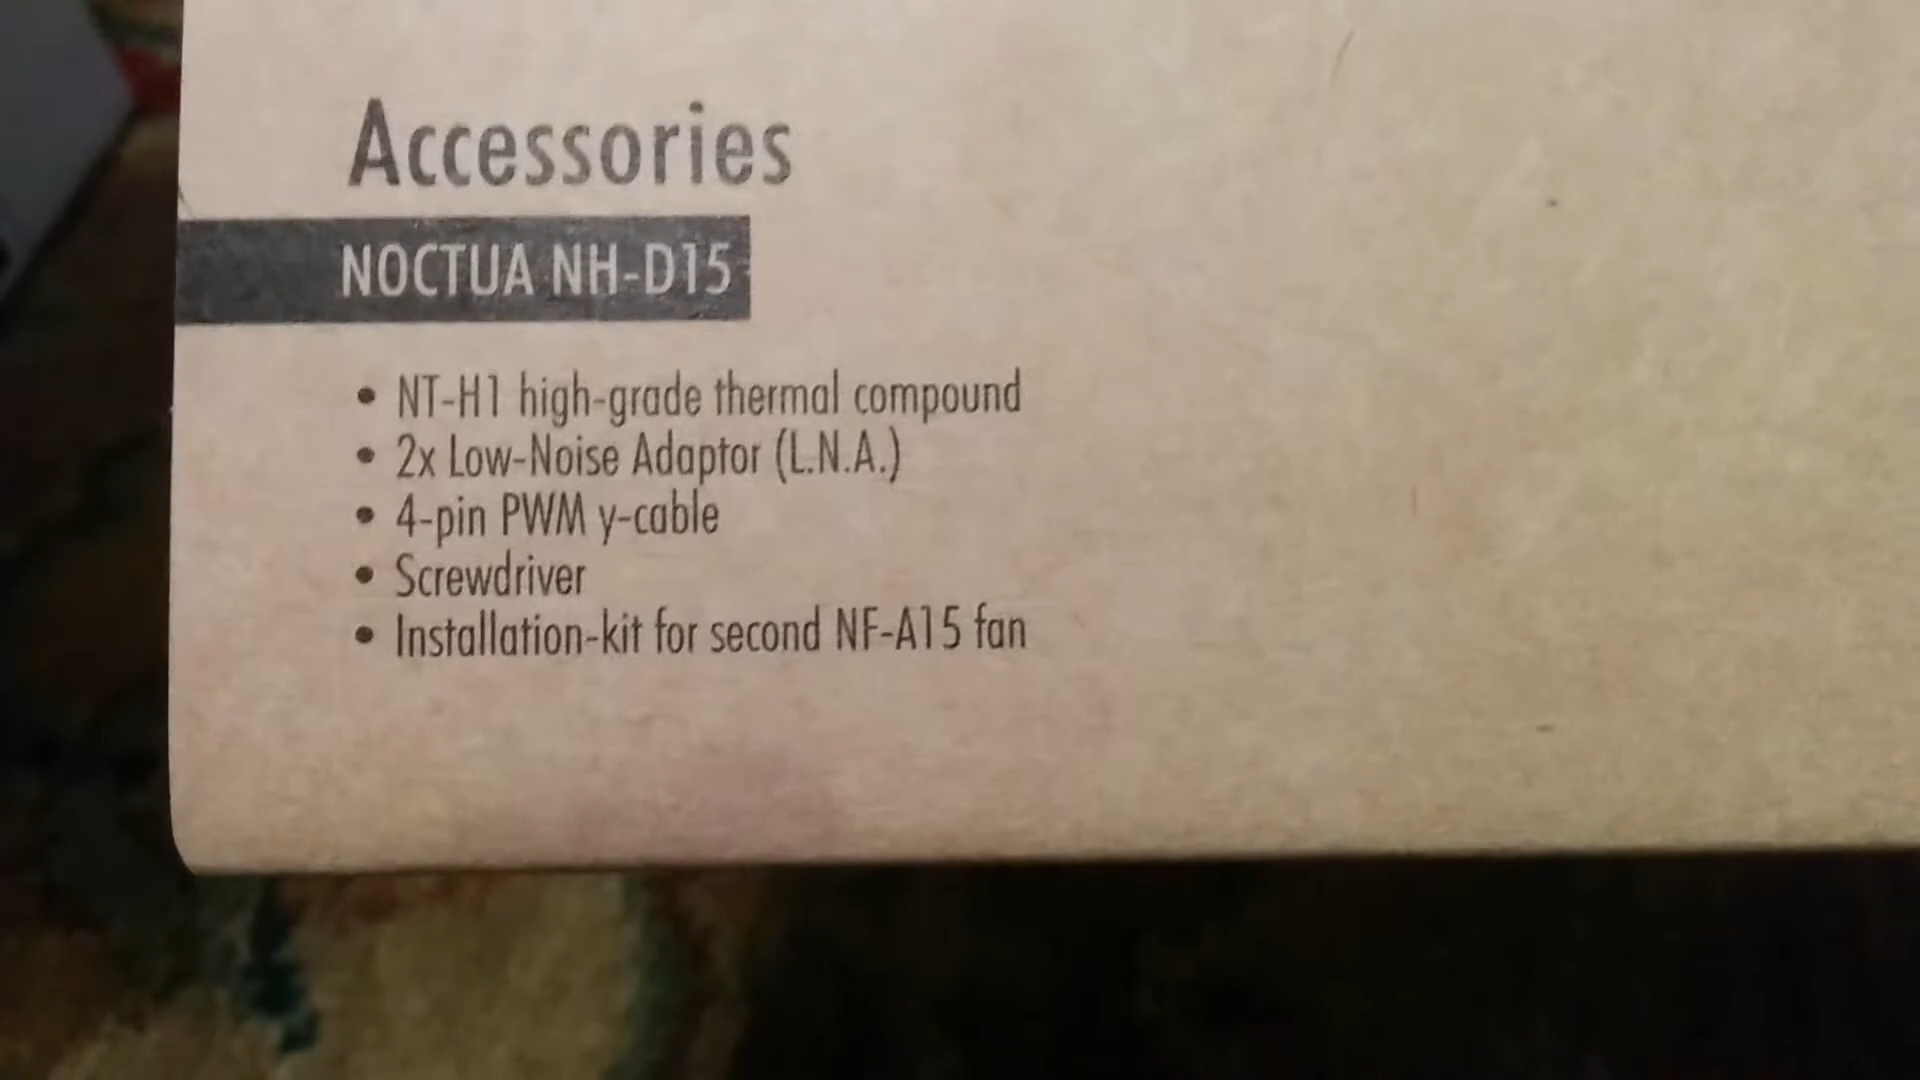 Accessories
NOCTUA NH-D15
• NT-H1 high-grade thermal compound
• 2x Low-Noise Adaptor (L.N.A.)
• 4-pin PWM y-cable
• Screwdriver
• Installation-kit for second NF-A15 fan